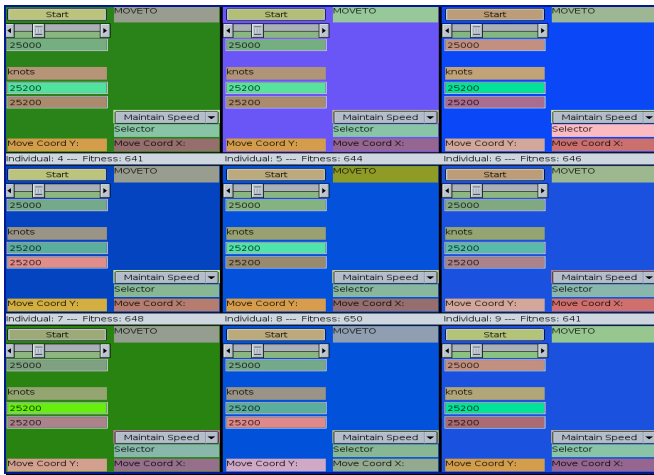 Start MOVETO Start MOVETO Start MOVETO
25000 25000 25000
knots knots knots
25200 25200 25200
25200 25200 25200
Maintain Speed Maintain Speed Maintain Speed
Selector Selector Selector
Move Coord Y: Move Coord X: Move Coord Y: Move Coord X: Move Coord Y: Move Coord X:
Individual: 4 --- Fitness: 641 Individual: 5 --- Fitness: 644 Individual: 6 --- Fitness: 646
Start MOVETO Start MOVETO Start MOVETO
25000 25000 25000
knots knots knots
25200 25200 25200
25200 25200 25200
Maintain Speed Maintain Speed Maintain Speed
Selector Selector Selector
Move Coord Y: Move Coord X: Move Coord Y: Move Coord X: Move Coord Y: Move Coord X:
Individual: 7 --- Fitness: 648 Individual: 8 --- Fitness: 650 Individual: 9 --- Fitness: 641
Start MOVETO Start MOVETO Start MOVETO
25000 25000 25000
knots knots knots
25200 25200 25200
25200 25200 25200
Maintain Speed Maintain Speed Maintain Speed
Selector Selector Selector
Move Coord Y: Move Coord X: Move Coord Y: Move Coord X: Move Coord Y: Move Coord X: